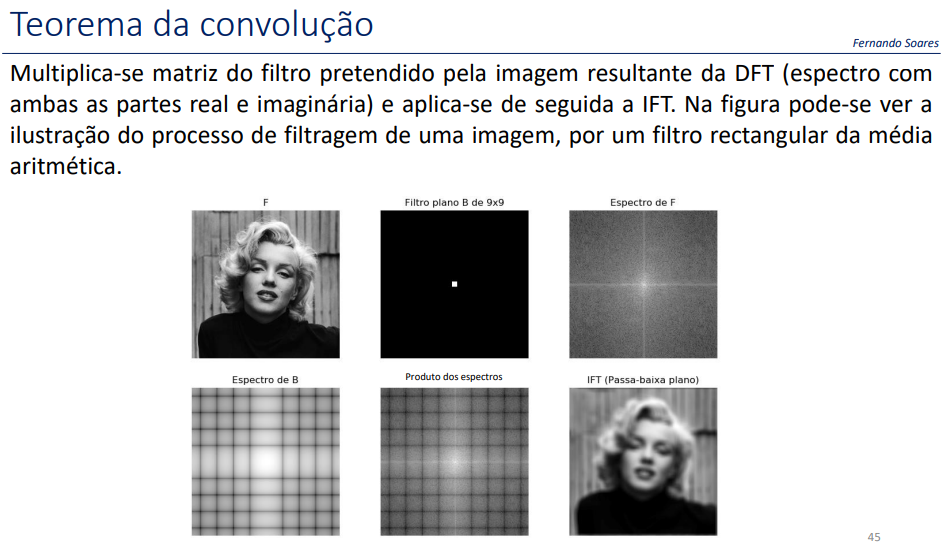 Teorema da convolução
Fernando Soares
Multiplica-se matriz do filtro pretendido pela imagem resultante da DFT (espectro com
ambas as partes real e imaginária) e aplica-se de seguida a IFT. Na figura pode-se ver a
ilustração do processo de filtragem de uma imagem, por um filtro rectangular da média
aritmética.
F
Filtro plano B de 9x9
Espectro de F
Espectro de B
Produto dos espectros
IFT (Passa-baixa plano)
45